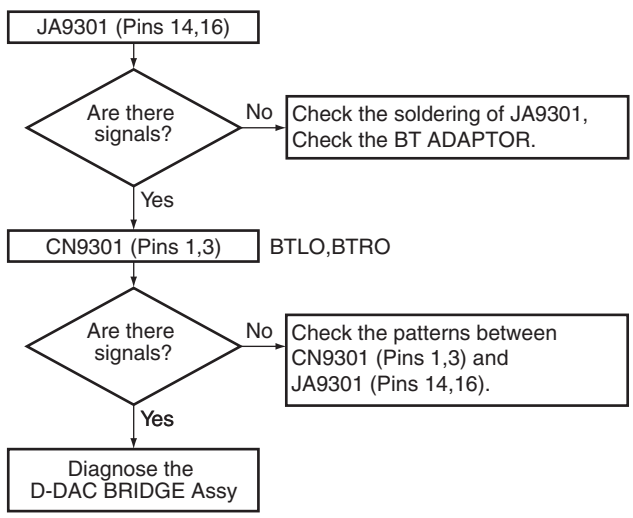 JA9301 (Pins 14,16)
Are there
signals?
No
Check the soldering of JA9301,
Check the BT ADAPTOR.
Yes
CN9301 (Pins 1,3)
BTLO,BTRO
Are there
signals?
No
Check the patterns between
CN9301 (Pins 1,3) and
JA9301 (Pins 14,16).
Yes
Diagnose the
D-DAC BRIDGE Assy